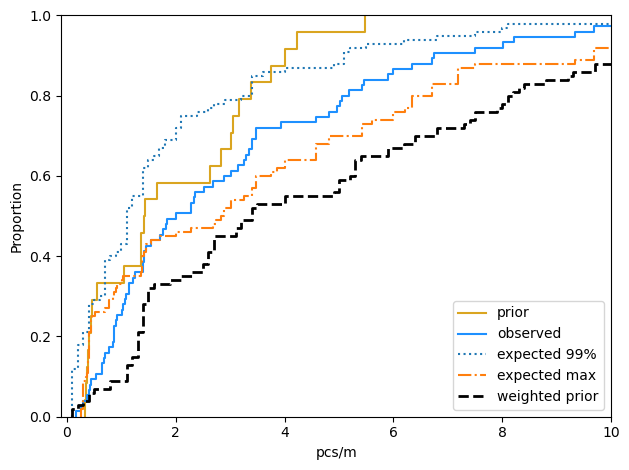 1.0
0.8
0.6
0.4
0.2
0.0
Proportion
0
2
4
6
8
10
pcs/m
prior
observed
expected 99%
expected max
weighted prior